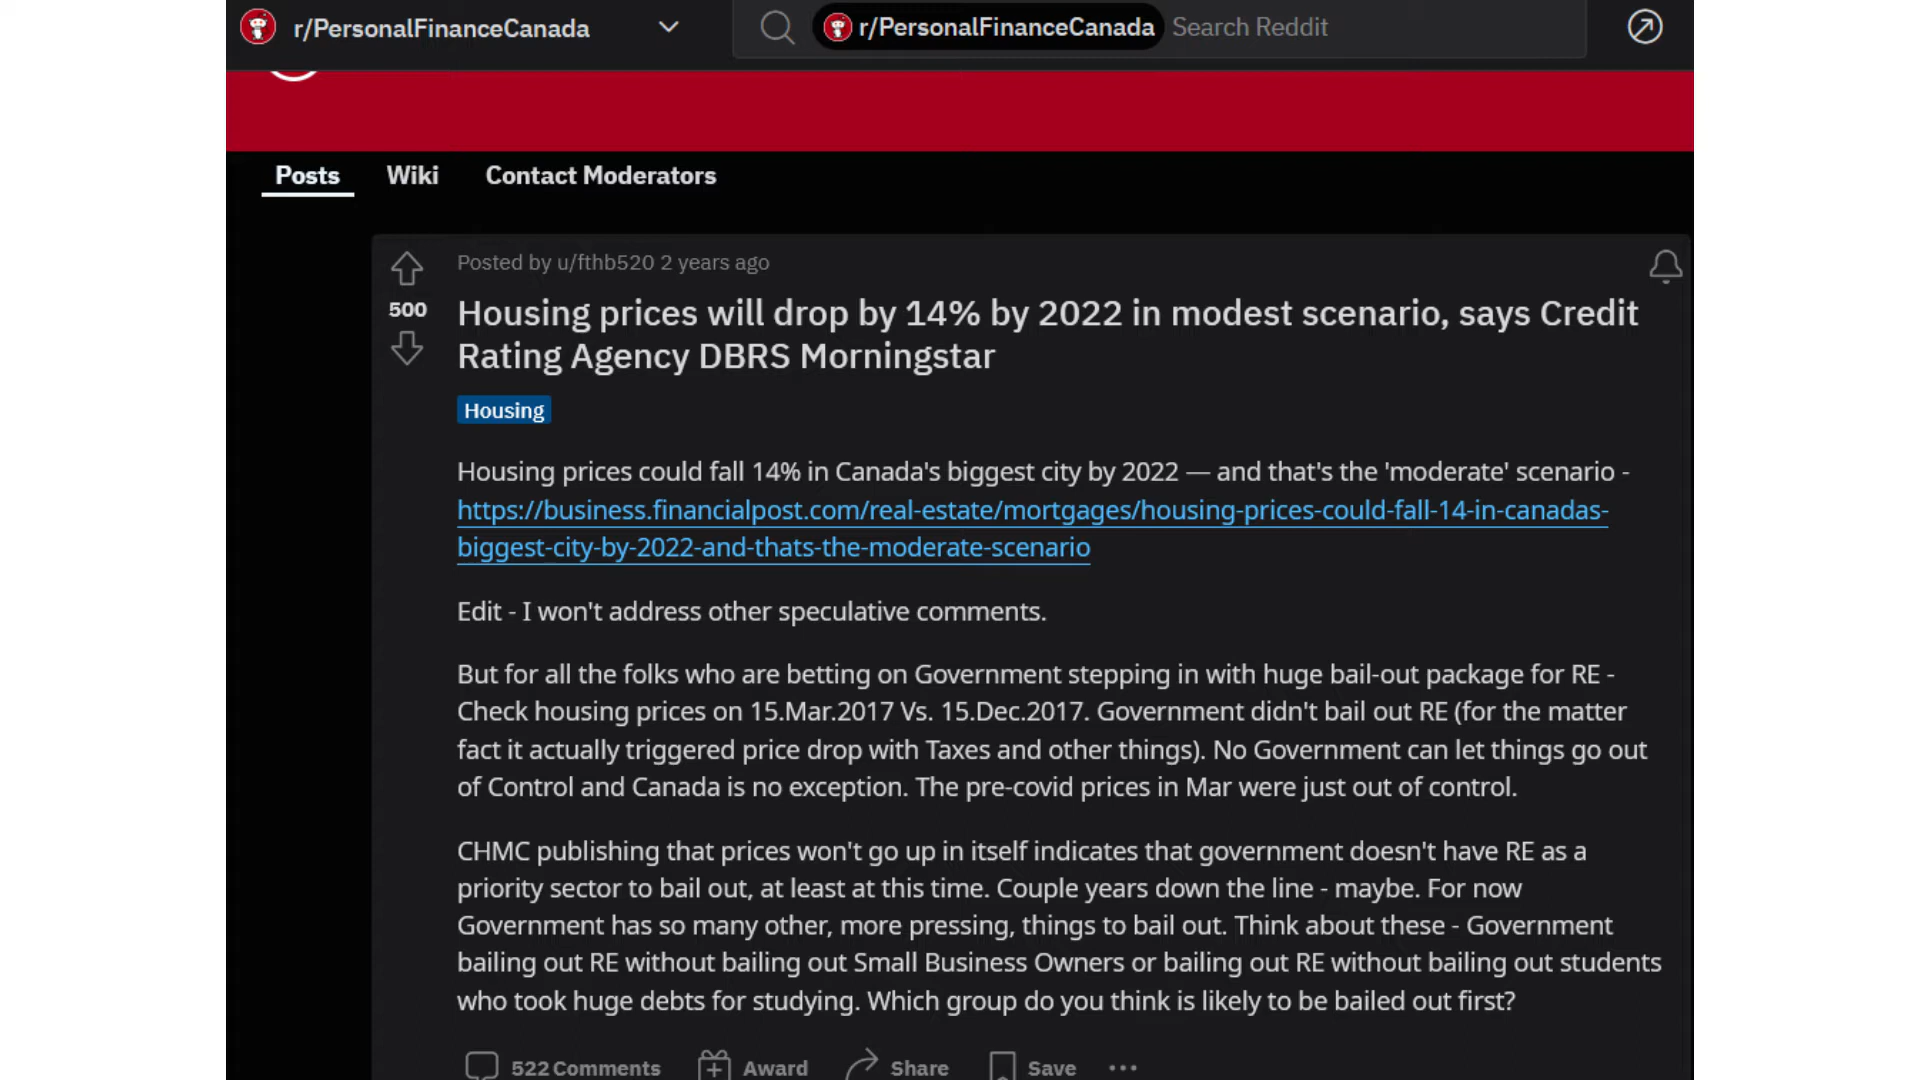 r/PersonalFinanceCanada
r/PersonalFinanceCanada Search Reddit
Posts Wiki Contact Moderators
Posted by u/fthb520 2 years ago
500
Housing prices will drop by 14% by 2022 in modest scenario, says Credit
Rating Agency DBRS Morningstar
Housing
Housing prices could fall 14% in Canada's biggest city by 2022 — and that's the 'moderate' scenario -
https://business.financialpost.com/real-estate/mortgages/housing-prices-could-fall-14-in-canadas-
biggest-city-by-2022-and-thats-the-moderate-scenario
Edit - I won't address other speculative comments.
But for all the folks who are betting on Government stepping in with huge bail-out package for RE -
Check housing prices on 15.Mar.2017 Vs. 15.Dec.2017. Government didn't bail out RE (for the matter
fact it actually triggered price drop with Taxes and other things). No Government can let things go out
of Control and Canada is no exception. The pre-covid prices in Mar were just out of control.
CHMC publishing that prices won't go up in itself indicates that government doesn't have RE as a
priority sector to bail out, at least at this time. Couple years down the line - maybe. For now
Government has so many other, more pressing, things to bail out. Think about these - Government
bailing out RE without bailing out Small Business Owners or bailing out RE without bailing out students
who took huge debts for studying. Which group do you think is likely to be bailed out first?
522 Comments Award Share Save ...